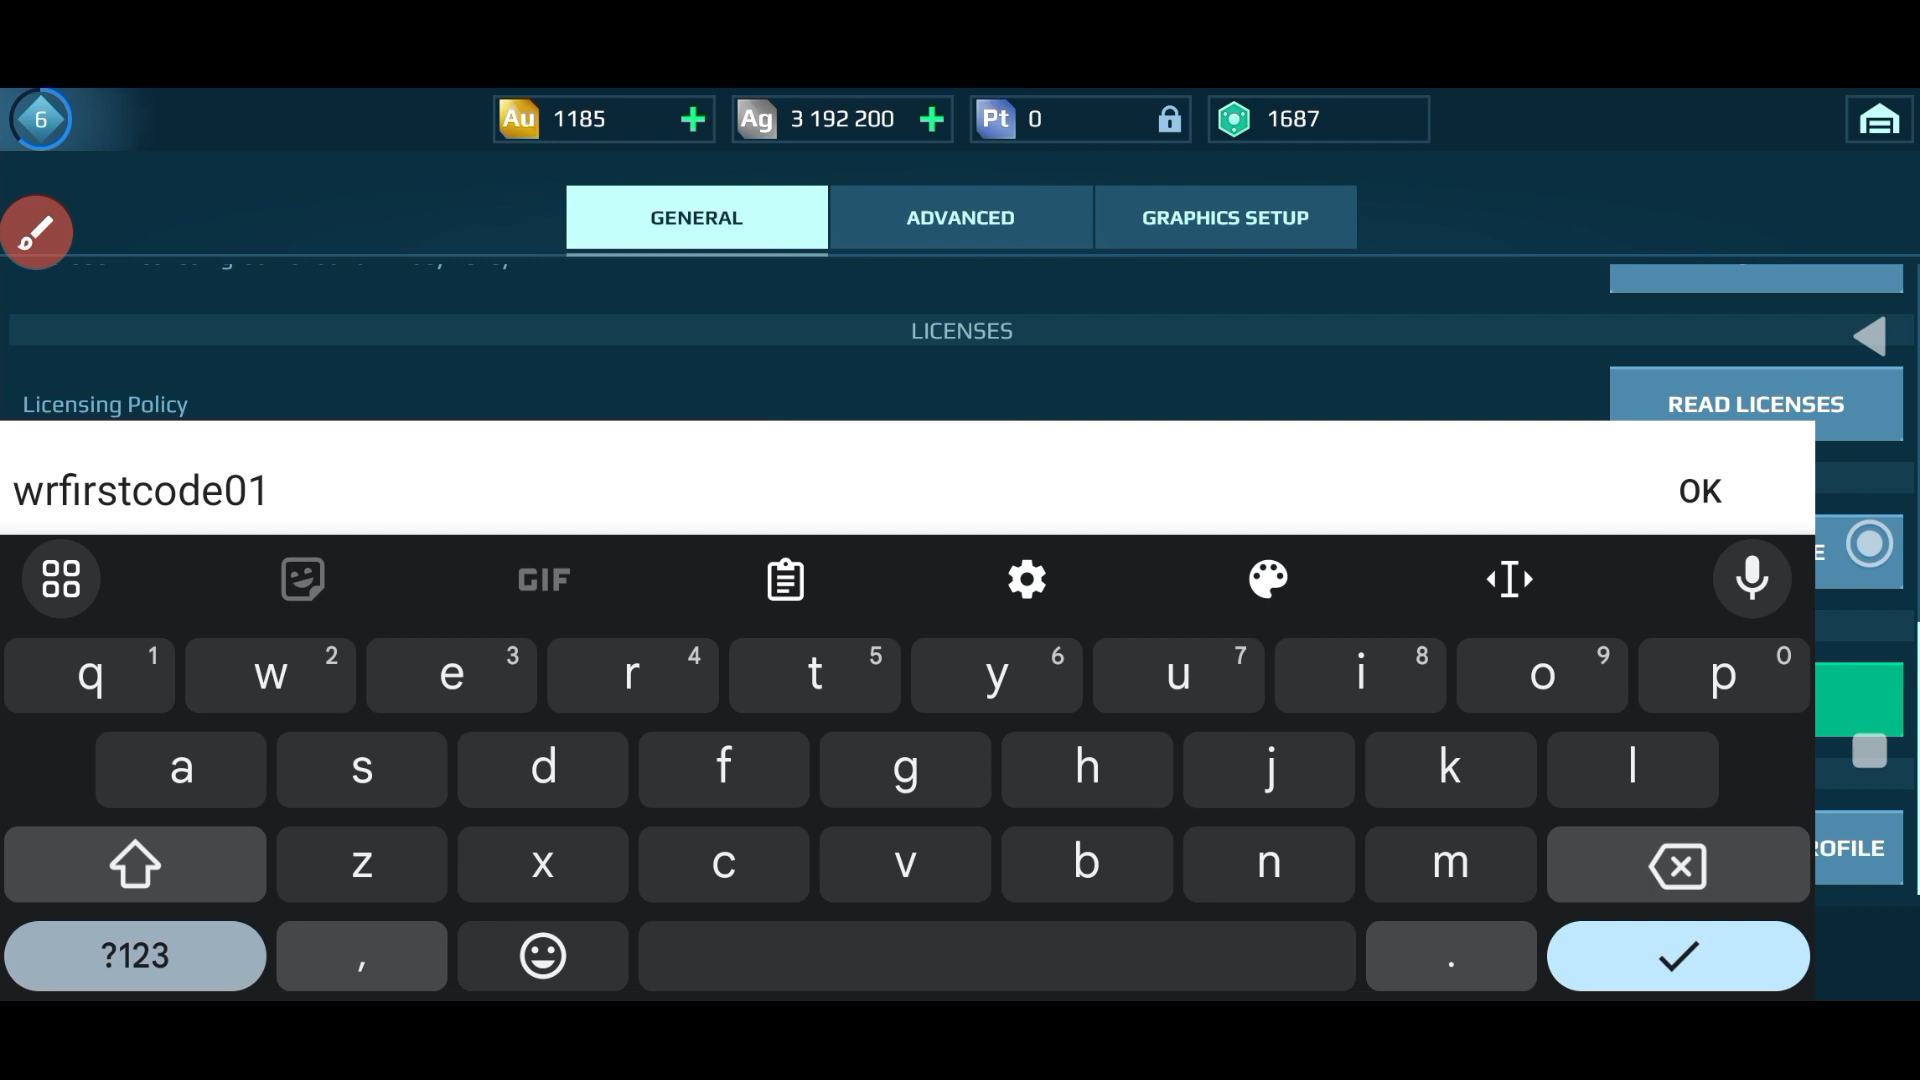 6
Au 1185 +
Ag 3 192 200 +
Pt 0
1687
GENERAL
ADVANCED
GRAPHICS SETUP
LICENSES
Licensing Policy
READ LICENSES
wrfirstcode01
OK
E
GIF
q 1 w 2 e 3 r 4 t 5 y 6 u 7 i 8 o 9 p 0
a s d f g h j k l
z x c v b n m
ROFILE
?123 , .